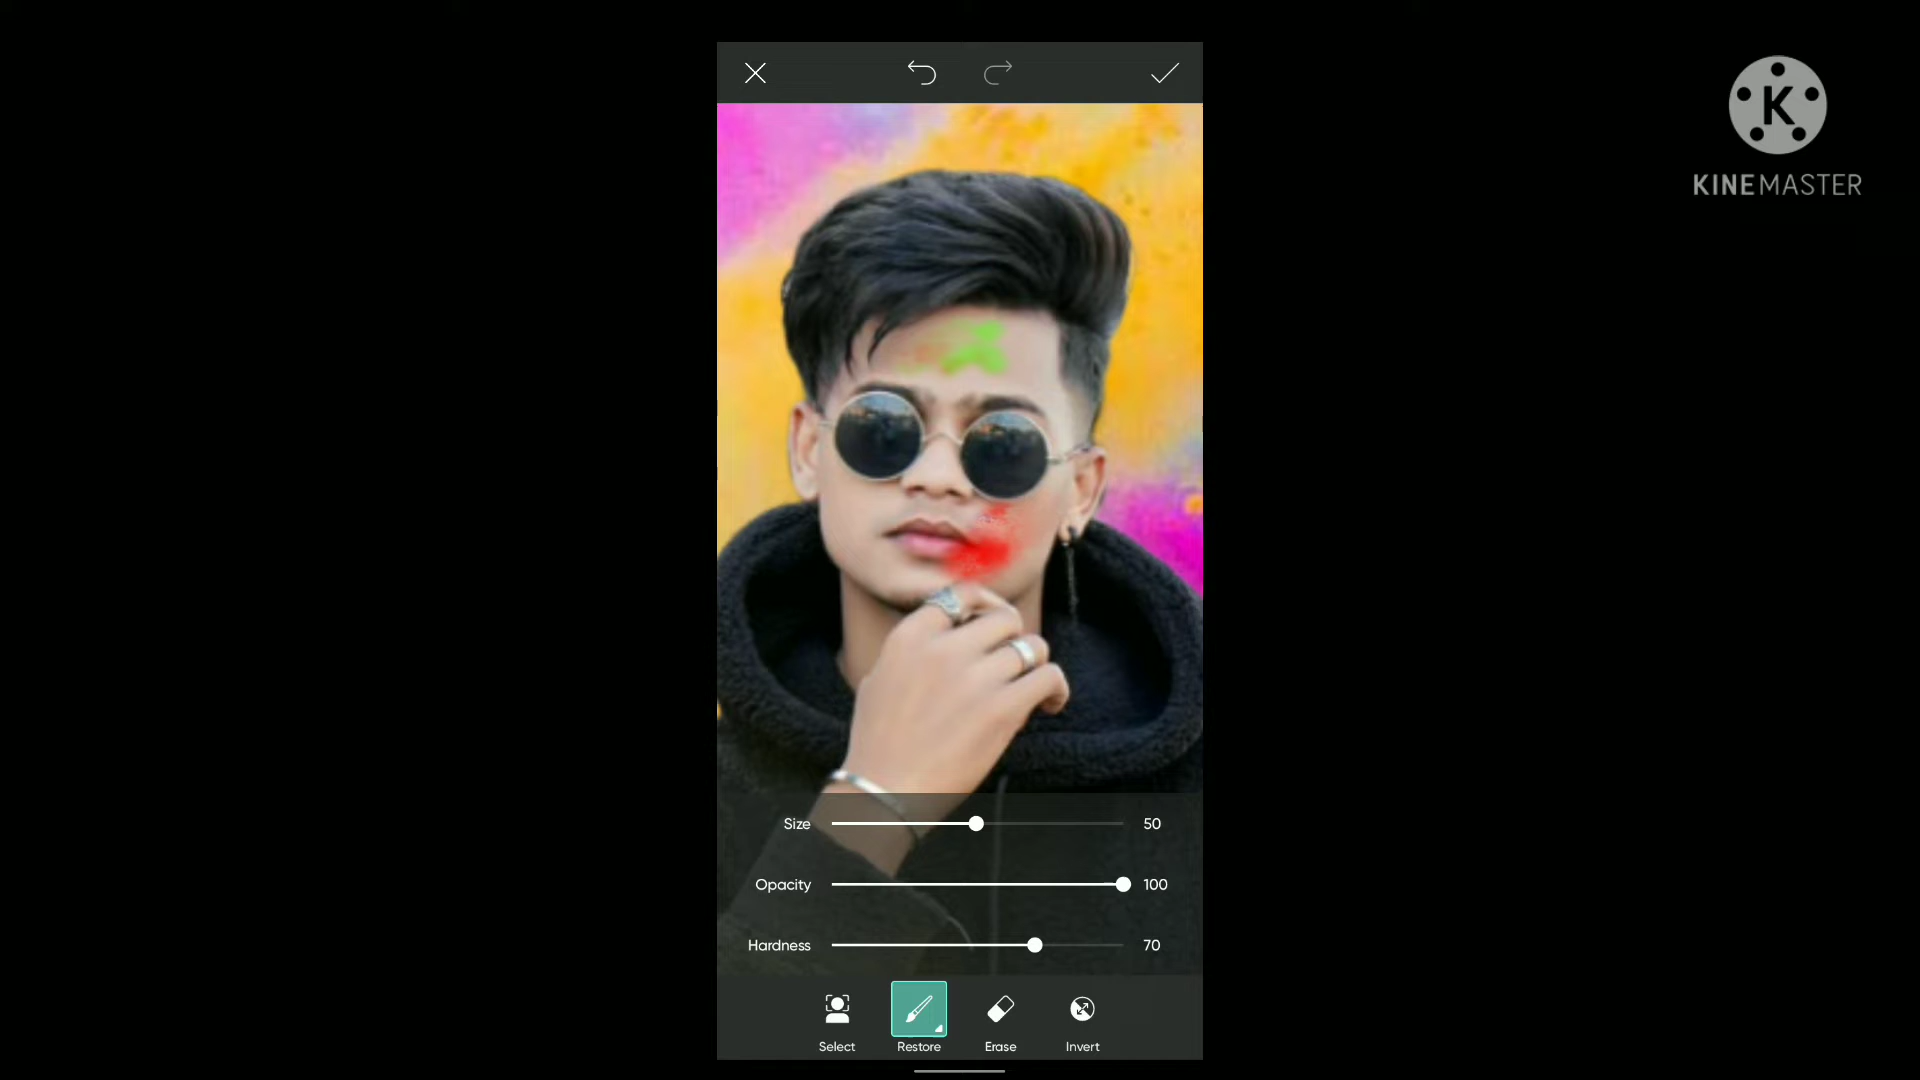 K
KINEMASTER
Size 50
Opacity 100
Hardness 70
Select Restore Erase Invert